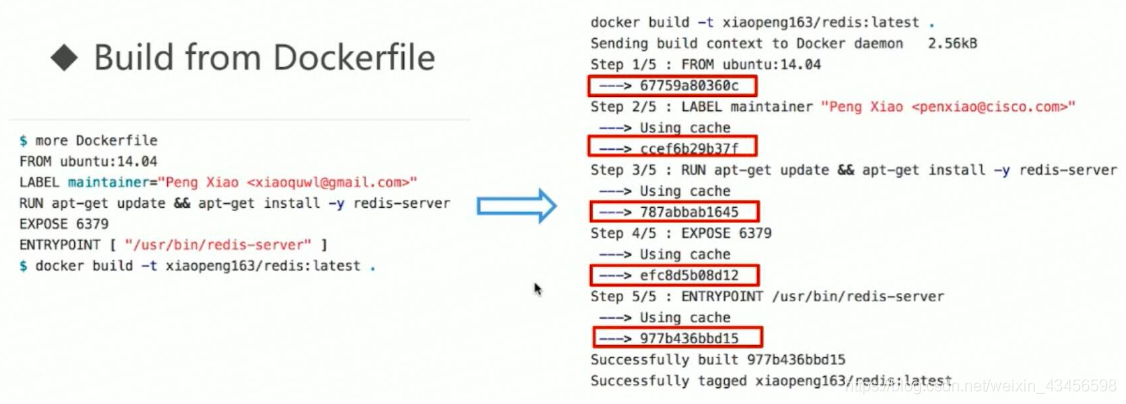 ◆ Build from Dockerfile
$ more Dockerfile
FROM ubuntu:14.04
LABEL maintainer="Peng Xiao <xiaoquwl@gmail.com>"
RUN apt-get update && apt-get install -y redis-server
EXPOSE 6379
ENTRYPOINT [ "/usr/bin/redis-server" ]
$ docker build -t xiaopeng163/redis:latest .
docker build -t xiaopeng163/redis:latest .
Sending build context to Docker daemon 2.56kB
Step 1/5 : FROM ubuntu:14.04
---> 67759a80360c
Step 2/5 : LABEL maintainer "Peng Xiao <penxiao@cisco.com>"
---> Using cache
---> ccef6b29b37f
Step 3/5 : RUN apt-get update && apt-get install -y redis-server
---> Using cache
---> 787abbab1645
Step 4/5 : EXPOSE 6379
---> Using cache
---> efc8d5b08d12
Step 5/5 : ENTRYPOINT /usr/bin/redis-server
---> Using cache
---> 977b436bbd15
Successfully built 977b436bbd15
Successfully tagged xiaopeng163/redis:latest
https://blog.csdn.net/weixin_43456598